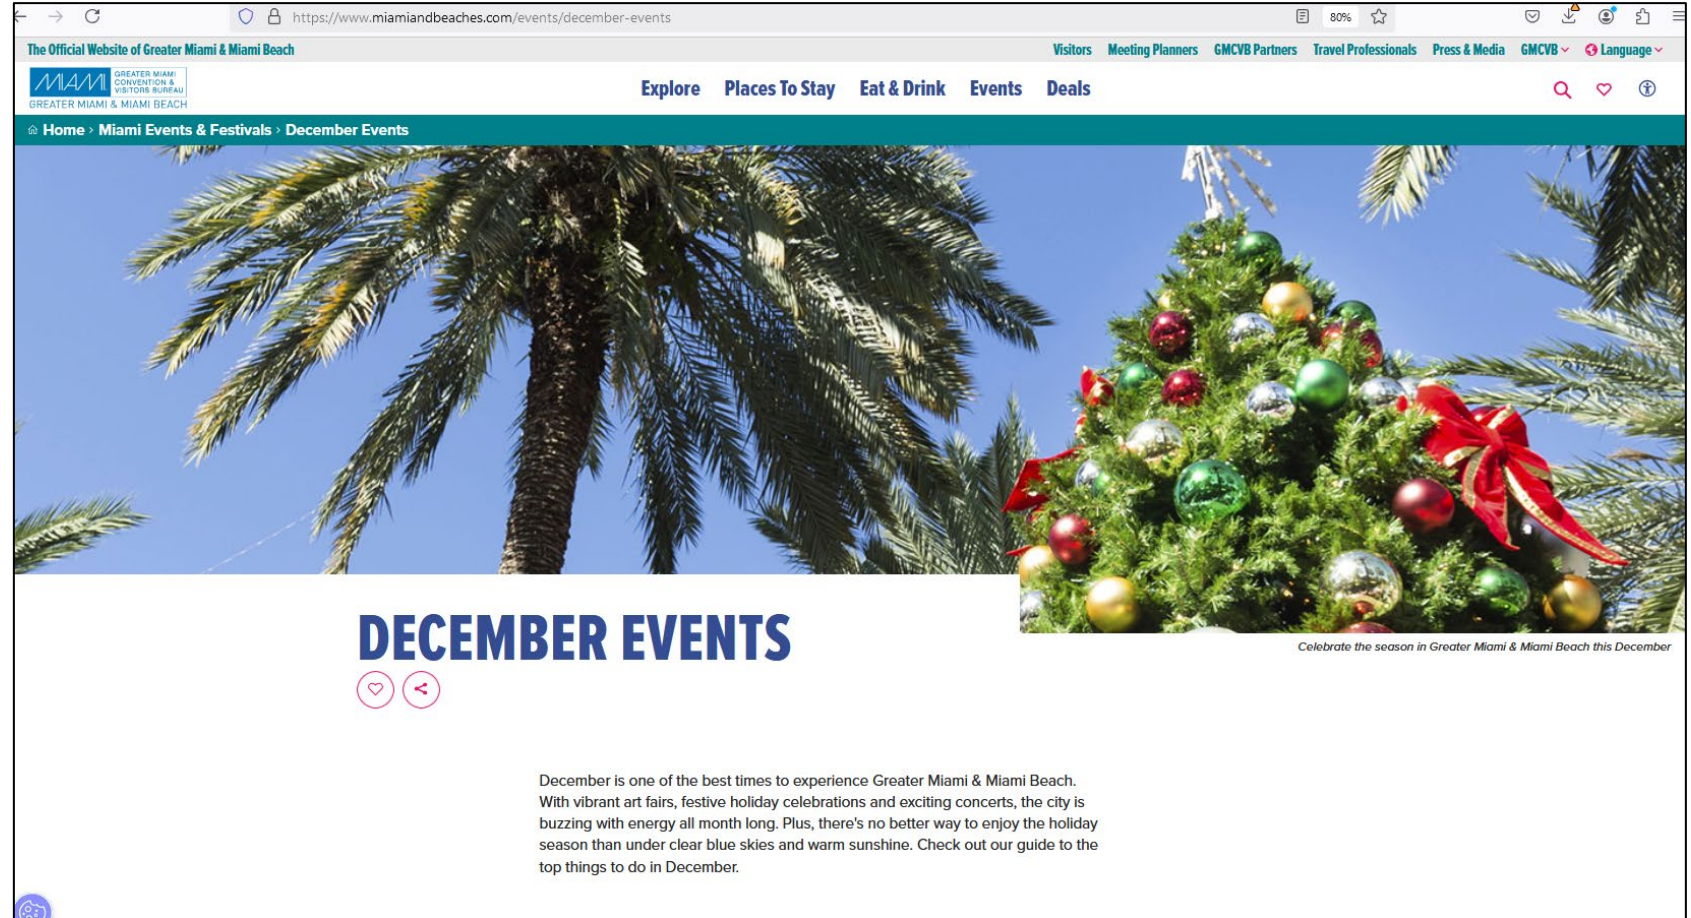 https://www.miamiandbeaches.com/events/december-events
80%
The Official Website of Greater Miami & Miami Beach
Visitors Meeting Planners GMCVB Partners Travel Professionals Press & Media GMCVB Language
MIAMI
GREATER MIAMI
CONVENTION &
VISITORS BUREAU
GREATER MIAMI & MIAMI BEACH
Explore Places To Stay Eat & Drink Events Deals
Home › Miami Events & Festivals › December Events
DECEMBER EVENTS
Celebrate the season in Greater Miami & Miami Beach this December
December is one of the best times to experience Greater Miami & Miami Beach.
With vibrant art fairs, festive holiday celebrations and exciting concerts, the city is
buzzing with energy all month long. Plus, there's no better way to enjoy the holiday
season than under clear blue skies and warm sunshine. Check out our guide to the
top things to do in December.